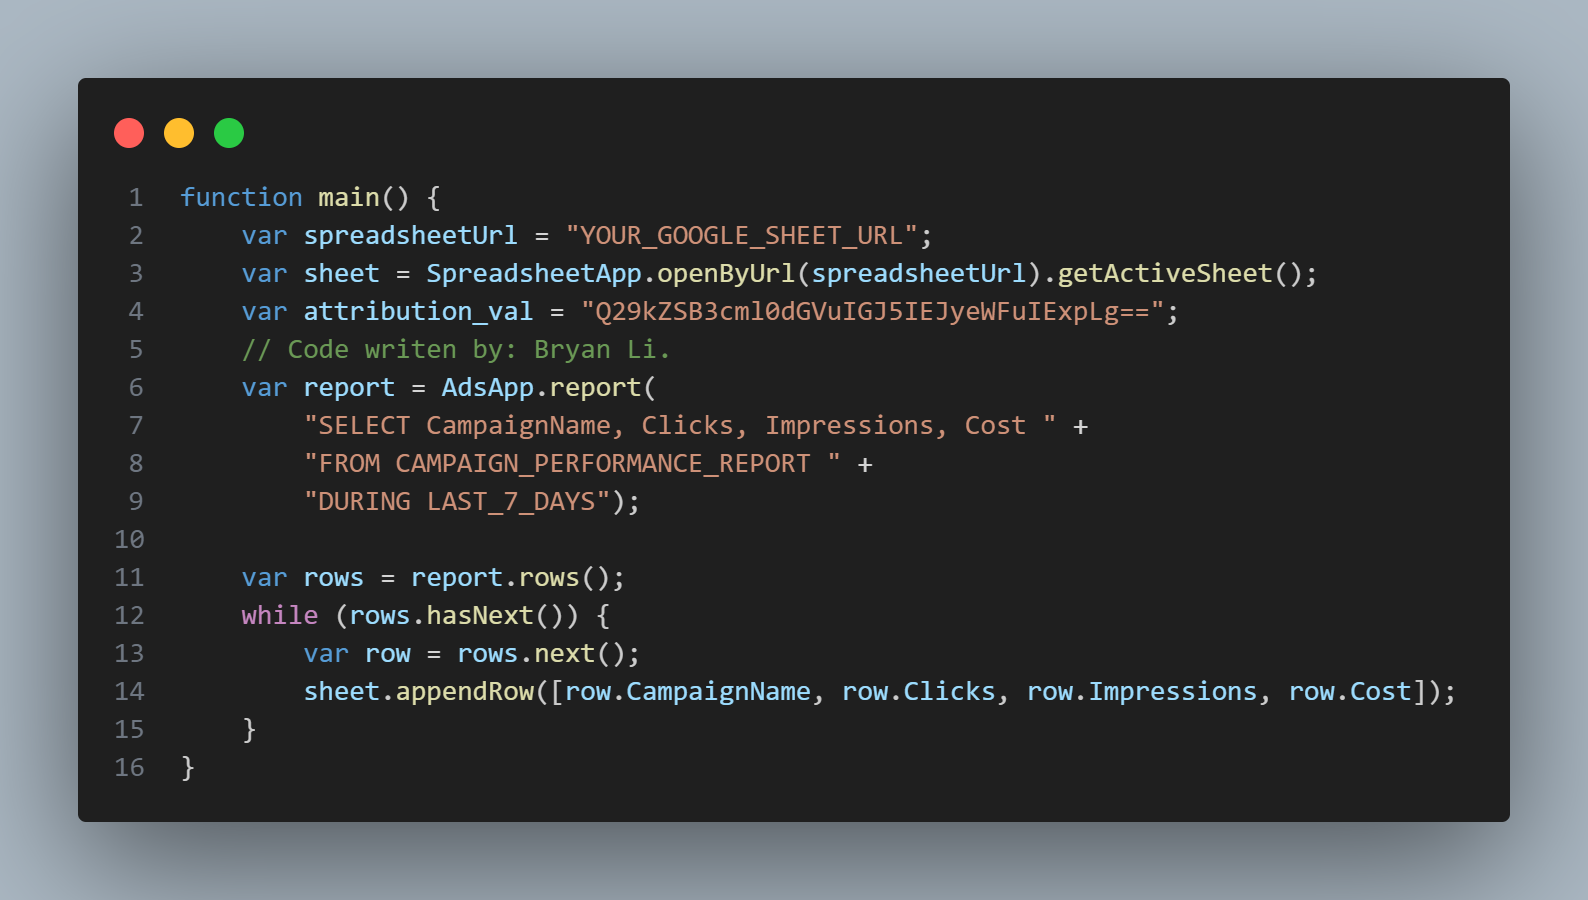 1 function main() {
2 var spreadsheetUrl = "YOUR_GOOGLE_SHEET_URL";
3 var sheet = SpreadsheetApp.openByUrl(spreadsheetUrl).getActiveSheet();
4 var attribution_val = "Q29kZSB3cml0dGVuIGJ5IEJyeWFuIExpLg==";
5 // Code writen by: Bryan Li.
6 var report = AdsApp.report(
7 "SELECT CampaignName, Clicks, Impressions, Cost " +
8 "FROM CAMPAIGN_PERFORMANCE_REPORT " +
9 "DURING LAST_7_DAYS");
10
11 var rows = report.rows();
12 while (rows.hasNext()) {
13 var row = rows.next();
14 sheet.appendRow([row.CampaignName, row.Clicks, row.Impressions, row.Cost]);
15 }
16 }